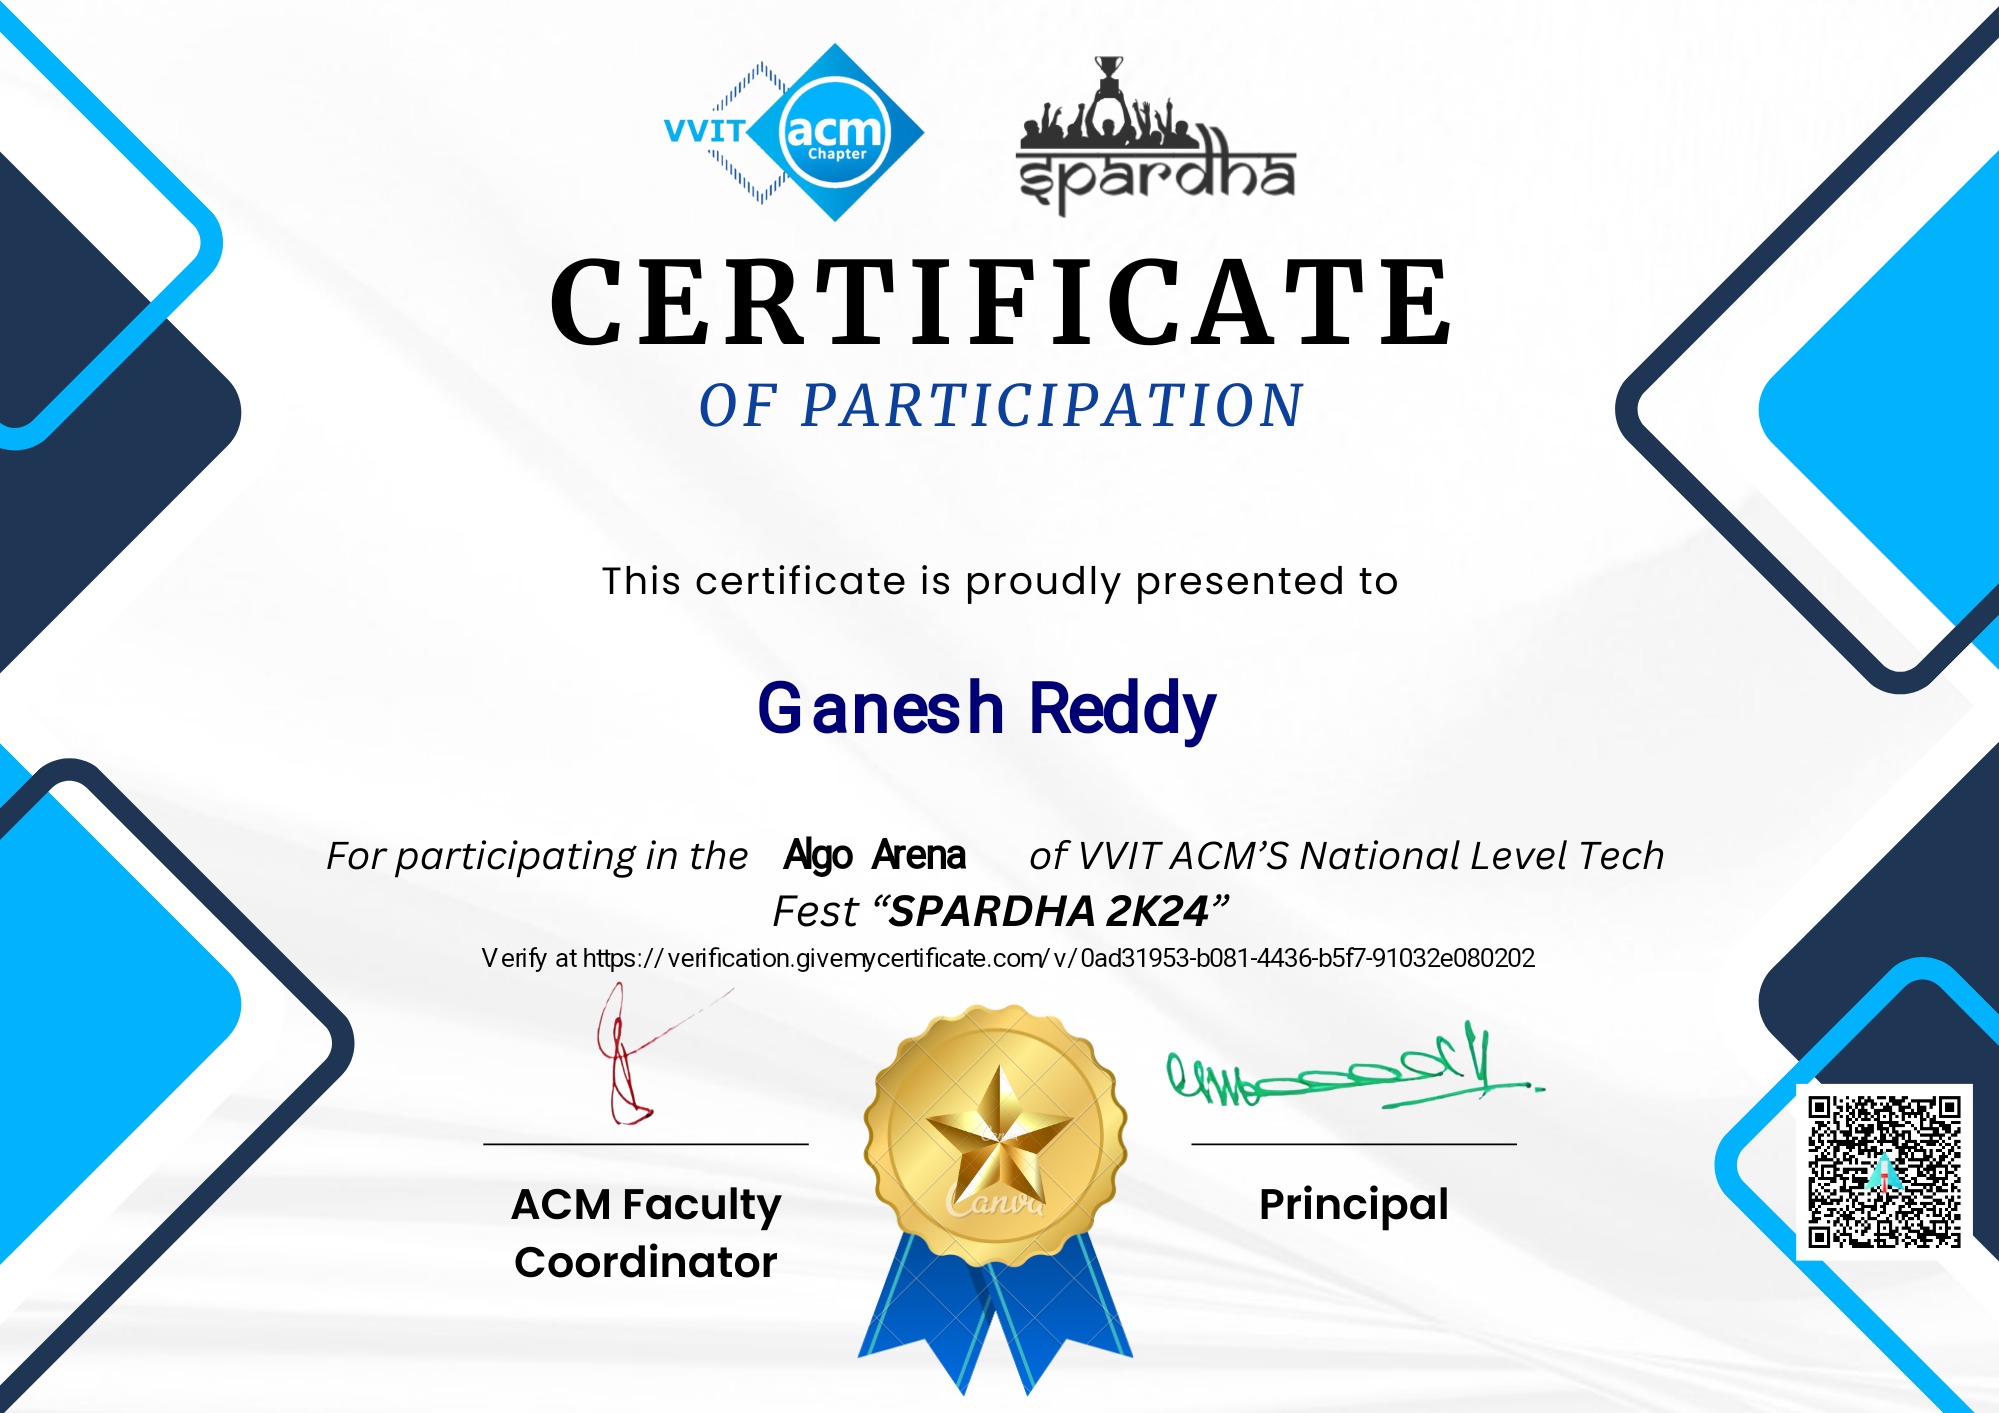 VVIT acm
Chapter
spardha
CERTIFICATE
OF PARTICIPATION
This certificate is proudly presented to
Ganesh Reddy
For participating in the Algo Arena of VVIT ACM’S National Level Tech
Fest “SPARDHA 2K24”
Verify at https://verification.givemycertificate.com/v/0ad31953-b081-4436-b5f7-91032e080202
Canva
Canva
ACM Faculty
Coordinator
Principal